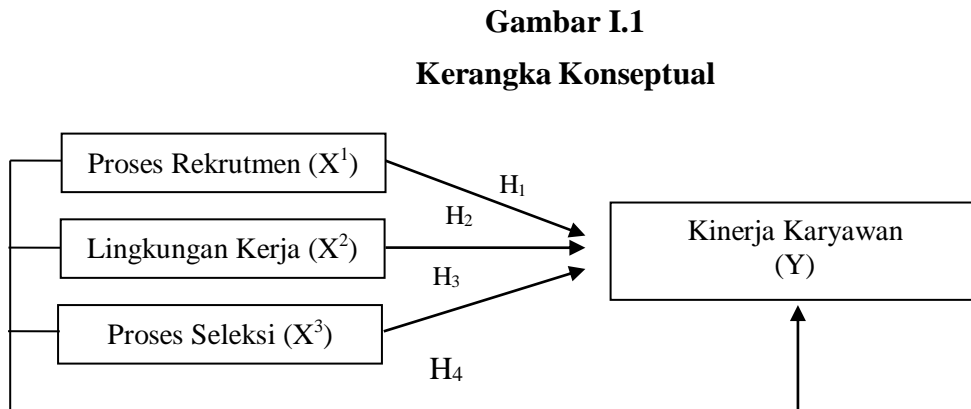 Gambar I.1
Kerangka Konseptual
Proses Rekrutmen (X¹)
H₁
H₂
Lingkungan Kerja (X²)
Kinerja Karyawan
(Y)
H₃
Proses Seleksi (X³)
H₄